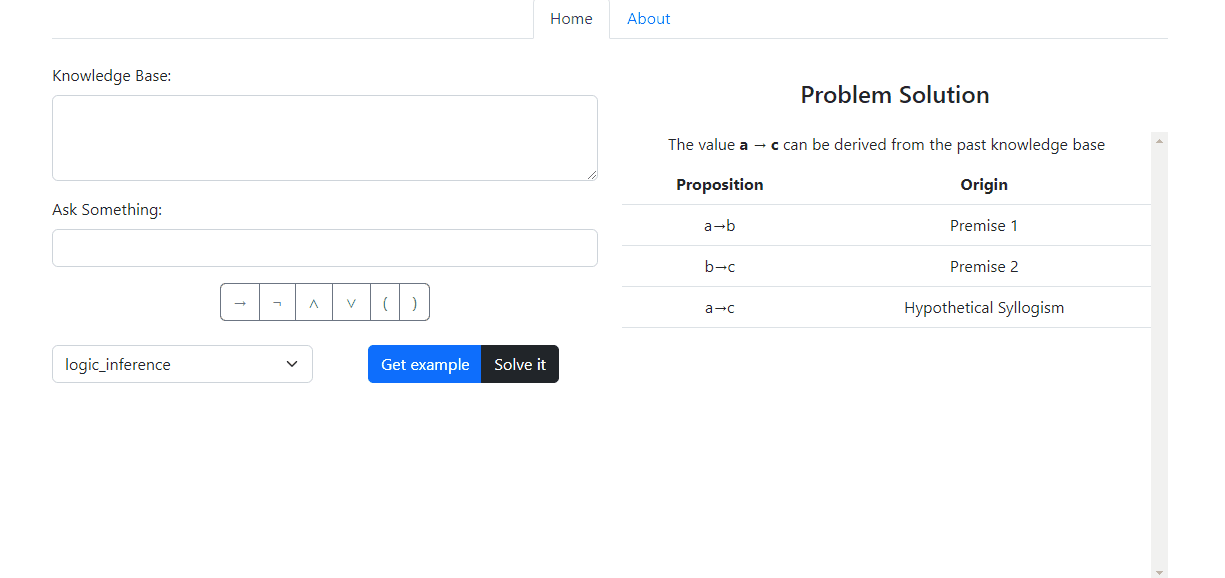 Home About
Knowledge Base:
Ask Something:
→ ¬ ∧ ∨ ( )
logic_inference
Get example Solve it
Problem Solution
The value a → c can be derived from the past knowledge base
Proposition Origin
a→b Premise 1
b→c Premise 2
a→c Hypothetical Syllogism